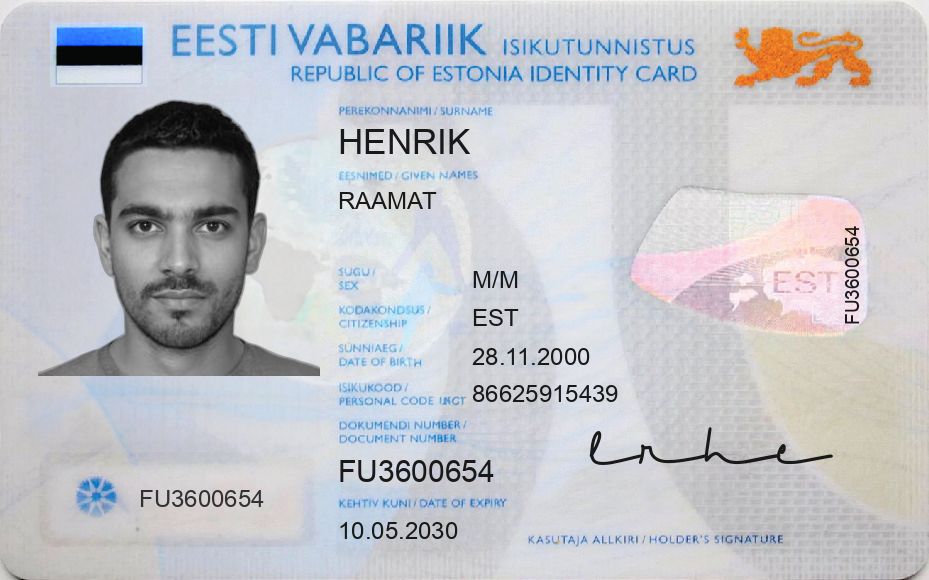 EESTI VABARIIK ISIKUTUNNISTUS
REPUBLIC OF ESTONIA IDENTITY CARD
PEREKONNANIMI / SURNAME
HENRIK
EESNIMED / GIVEN NAMES
RAAMAT
SUGU /
SEX
M/M
KODAKONDSUS /
CITIZENSHIP
EST
SÜNNIAEG /
DATE OF BIRTH
28.11.2000
ISIKUKOOD /
PERSONAL CODE
86625915439
DOKUMENDI NUMBER /
DOCUMENT NUMBER
FU3600654
KEHTIV KUNI / DATE OF EXPIRY
10.05.2030
FU3600654
EST
FU3600654
KASUTAJA ALLKIRI / HOLDER'S SIGNATURE